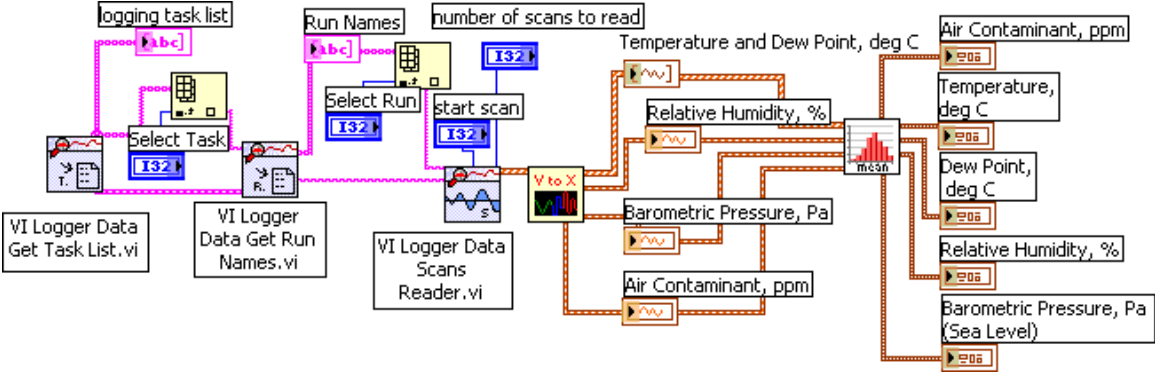 logging task list
abc
Run Names
abc
number of scans to read
I32
Temperature and Dew Point, deg C
Air Contaminant, ppm
Select Run
I32
start scan
I32
Relative Humidity, %
Temperature,
deg C
Select Task
I32
T.
R.
S
V to X
mean
Dew Point,
deg C
VI Logger Data
Get Task List.vi
VI Logger
Data Get Run
Names.vi
VI Logger Data
Scans
Reader.vi
Barometric Pressure, Pa
Relative Humidity, %
Air Contaminant, ppm
Barometric Pressure, Pa
(Sea Level)